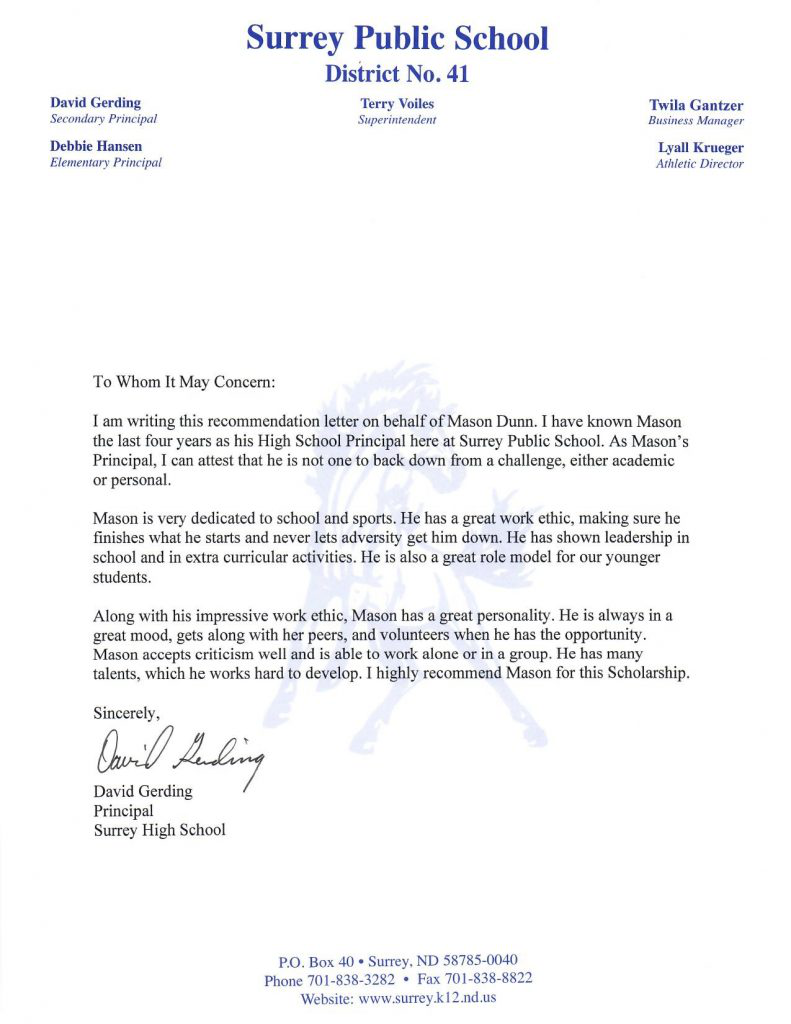 Surrey Public School
District No. 41
David Gerding
Secondary Principal
Debbie Hansen
Elementary Principal
Terry Voiles
Superintendent
Twila Gantzer
Business Manager
Lyall Krueger
Athletic Director
To Whom It May Concern:
I am writing this recommendation letter on behalf of Mason Dunn. I have known Mason
the last four years as his High School Principal here at Surrey Public School. As Mason's
Principal, I can attest that he is not one to back down from a challenge, either academic
or personal.
Mason is very dedicated to school and sports. He has a great work ethic, making sure he
finishes what he starts and never lets adversity get him down. He has shown leadership in
school and in extra curricular activities. He is also a great role model for our younger
students.
Along with his impressive work ethic, Mason has a great personality. He is always in a
great mood, gets along with her peers, and volunteers when he has the opportunity.
Mason accepts criticism well and is able to work alone or in a group. He has many
talents, which he works hard to develop. I highly recommend Mason for this Scholarship.
Sincerely,
David Gerding
David Gerding
Principal
Surrey High School
P.O. Box 40 • Surrey, ND 58785-0040
Phone 701-838-3282 • Fax 701-838-8822
Website: www.surrey.k12.nd.us